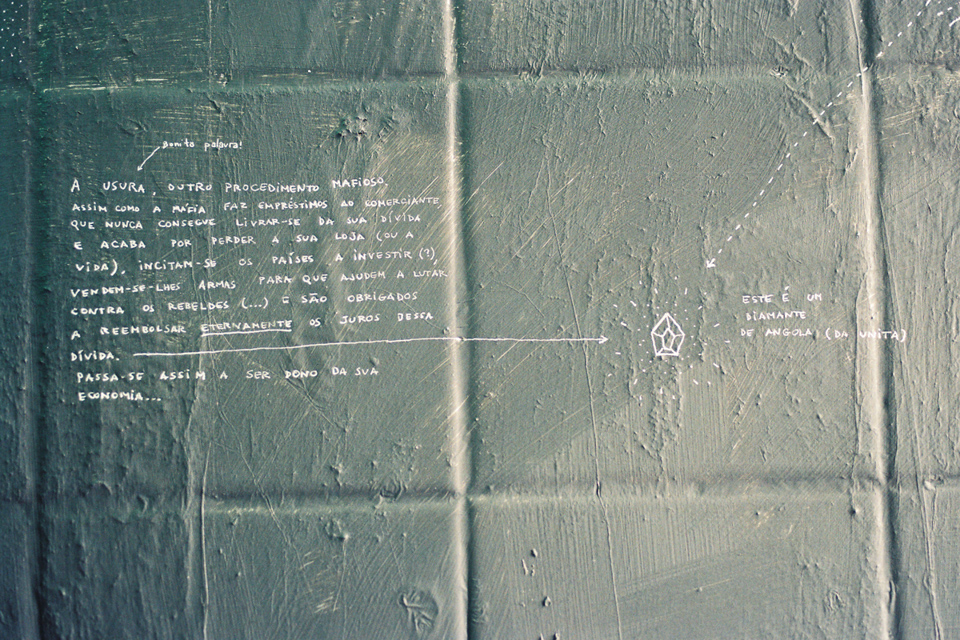 Bonita palavra!
A USURA, OUTRO PROCEDIMENTO MAFIOSO.
ASSIM COMO A MÁFIA FAZ EMPRÉSTIMOS AO COMERCIANTE
QUE NUNCA CONSEGUE LIVRAR-SE DA SUA DÍVIDA
E ACABA POR PERDER A SUA LOJA (OU A
VIDA), INCITAM-SE OS PAÍSES A INVESTIR (?),
VENDEM-SE-LHES ARMAS PARA QUE AJUDEM A LUTAR
CONTRA OS REBELDES (...) E SÃO OBRIGADOS
A REEMBOLSAR ETERNAMENTE OS JUROS DESSA
DÍVIDA.
PASSA-SE ASSIM A SER DONO DA SUA
ECONOMIA...
ESTE É UM
DIAMANTE
DE ANGOLA (DA UNITA)